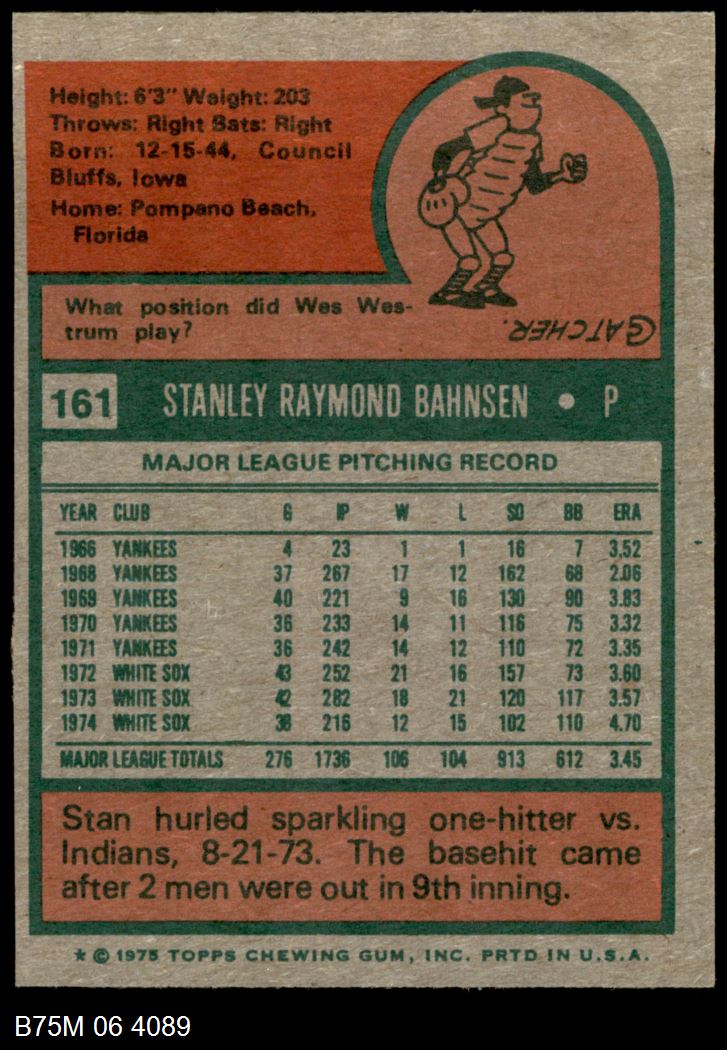 Height: 6'3" Weight: 203
Throws: Right Bats: Right
Born: 12-15-44, Council
Bluffs, Iowa
Home: Pompano Beach,
Florida
What position did Wes Wes-
trum play?
CATCHER.
161 STANLEY RAYMOND BAHNSEN • P
MAJOR LEAGUE PITCHING RECORD
YEAR CLUB G IP W L SO BB ERA
1966 YANKEES 4 23 1 1 16 7 3.52
1968 YANKEES 37 267 17 12 162 68 2.06
1969 YANKEES 40 221 9 16 130 90 3.83
1970 YANKEES 36 233 14 11 116 75 3.32
1971 YANKEES 36 242 14 12 110 72 3.35
1972 WHITE SOX 43 252 21 16 157 73 3.60
1973 WHITE SOX 42 282 18 21 120 117 3.57
1974 WHITE SOX 38 216 12 15 102 110 4.70
MAJOR LEAGUE TOTALS 276 1736 106 104 913 612 3.45
Stan hurled sparkling one-hitter vs.
Indians, 8-21-73. The basehit came
after 2 men were out in 9th inning.
* © 1975 TOPPS CHEWING GUM, INC. PRTD IN U.S.A.
B75M 06 4089